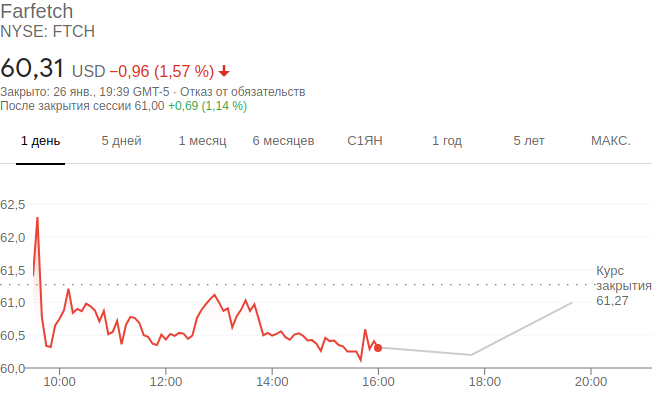 Farfetch
NYSE: FTCH
60,31 USD −0,96 (1,57 %)
Закрыто: 26 янв., 19:39 GMT-5 · Отказ от обязательств
После закрытия сессии 61,00 +0,69 (1,14 %)
1 день 5 дней 1 месяц 6 месяцев С1ЯН 1 год 5 лет МАКС.
62,5
62,0
61,5
61,0
60,5
60,0
Курс
закрытия
61,27
10:00 12:00 14:00 16:00 18:00 20:00